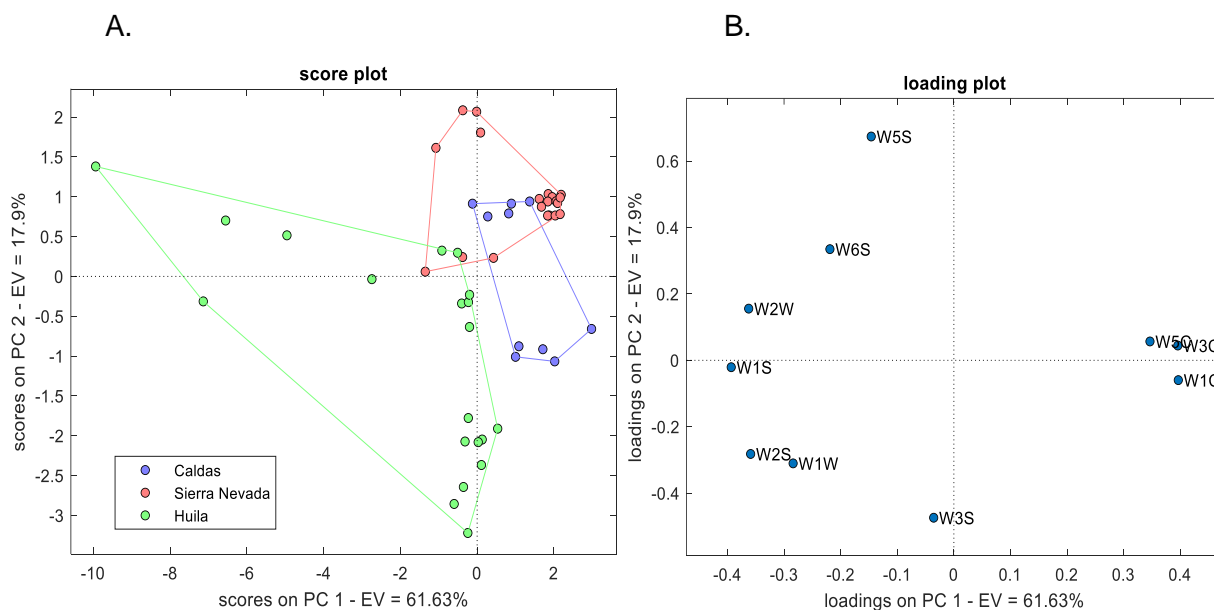 A.
B.
score plot
-10
-8
-6
-4
-2
0
2
2
1.5
1
0.5
0
-0.5
-1
-1.5
-2
-2.5
-3
scores on PC 2 - EV = 17.9%
scores on PC 1 - EV = 61.63%
Caldas
Sierra Nevada
Huila
loading plot
0.6
0.4
0.2
0
-0.2
-0.4
loadings on PC 2 - EV = 17.9%
W5S
W6S
W2W
W5C
W3C
W1S
W1C
W2S
W1W
W3S
-0.4
-0.3
-0.2
-0.1
0
0.1
0.2
0.3
0.4
loadings on PC 1 - EV = 61.63%